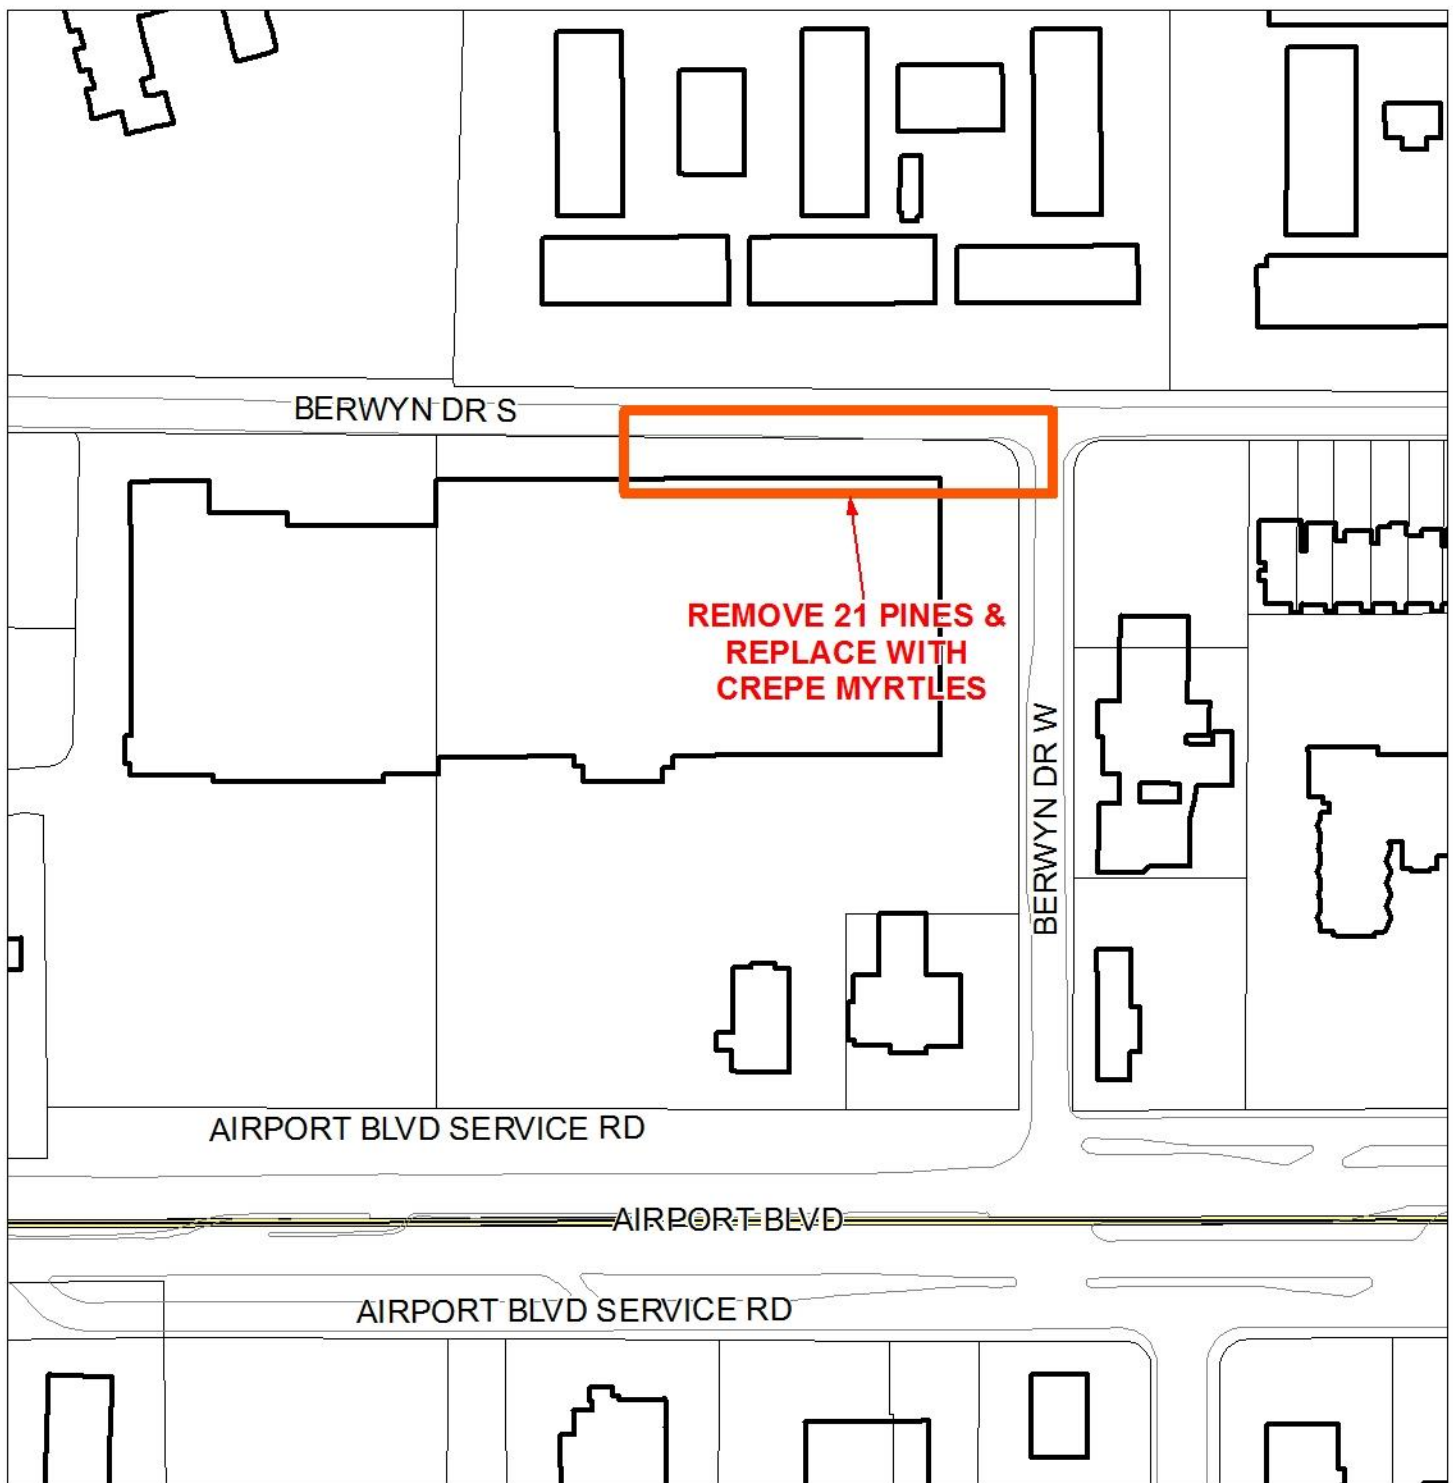 BERWYN DR S
REMOVE 21 PINES &
REPLACE WITH
CREPE MYRTLES
BERWYN DR W
AIRPORT BLVD SERVICE RD
AIRPORT BLVD
AIRPORT BLVD SERVICE RD